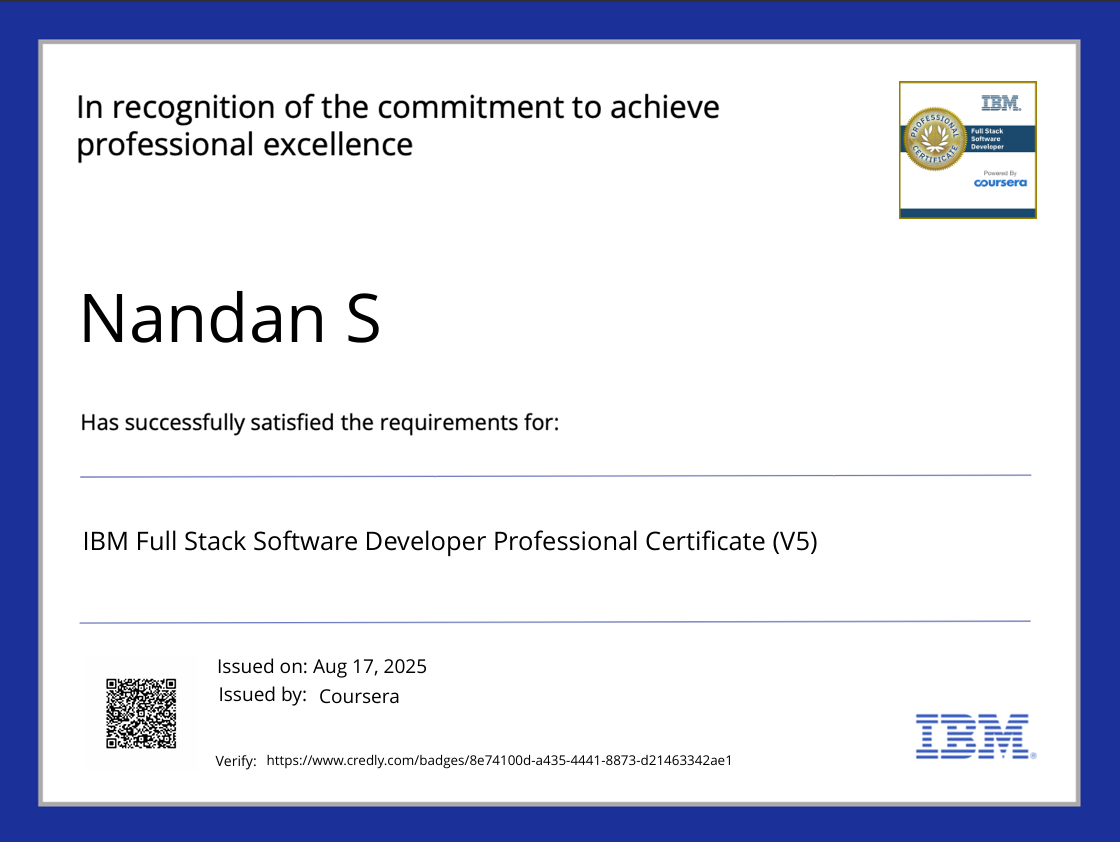 In recognition of the commitment to achieve
professional excellence
IBM.
PROFESSIONAL CERTIFICATE
Full Stack
Software
Developer
Powered By
coursera
Nandan S
Has successfully satisfied the requirements for:
IBM Full Stack Software Developer Professional Certificate (V5)
Issued on: Aug 17, 2025
Issued by: Coursera
Verify: https://www.credly.com/badges/8e74100d-a435-4441-8873-d21463342ae1
IBM®